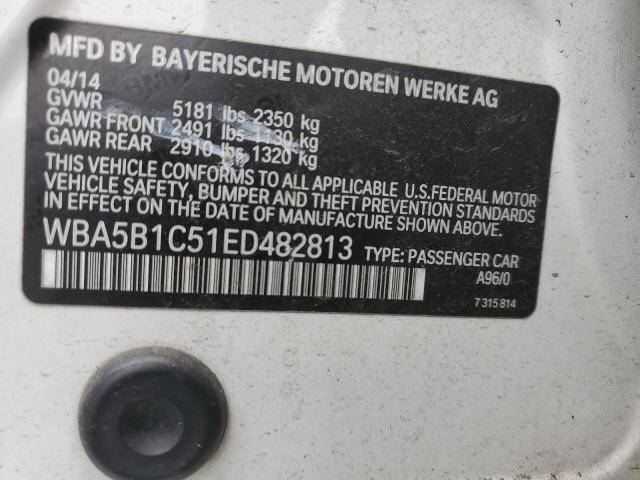 MFD BY BAYERISCHE MOTOREN WERKE AG
04/14
GVWR 5181 lbs 2350 kg
GAWR FRONT 2491 lbs 1130 kg
GAWR REAR 2910 lbs 1320 kg
THIS VEHICLE CONFORMS TO ALL APPLICABLE U.S.FEDERAL MOTOR
VEHICLE SAFETY, BUMPER AND THEFT PREVENTION STANDARDS
IN EFFECT ON THE DATE OF MANUFACTURE SHOWN ABOVE.
WBA5B1C51ED482813 TYPE: PASSENGER CAR
A96/0
7 315 814